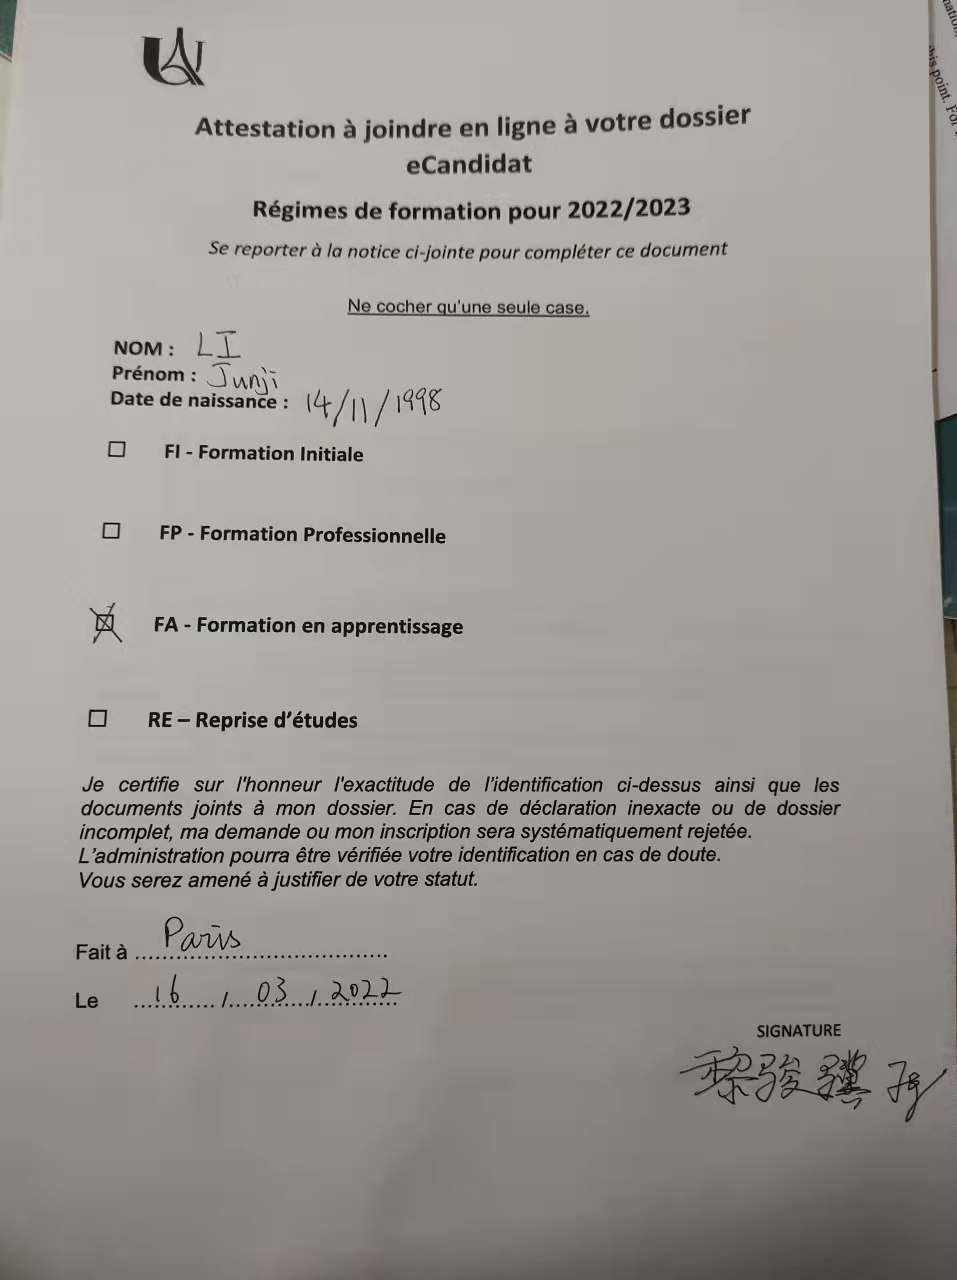 Attestation à joindre en ligne à votre dossier
eCandidat
Régimes de formation pour 2022/2023
Se reporter à la notice ci-jointe pour compléter ce document
Ne cocher qu'une seule case.
NOM : LI
Prénom : Junji
Date de naissance : 14/11/1998
FI - Formation Initiale
FP - Formation Professionnelle
FA - Formation en apprentissage
RE – Reprise d'études
Je certifie sur l'honneur l'exactitude de l'identification ci-dessus ainsi que les
documents joints à mon dossier. En cas de déclaration inexacte ou de dossier
incomplet, ma demande ou mon inscription sera systématiquement rejetée.
L'administration pourra être vérifiée votre identification en cas de doute.
Vous serez amené à justifier de votre statut.
Fait à Paris
Le 16 / 03 / 2022
SIGNATURE
黎骏骥
this point. For